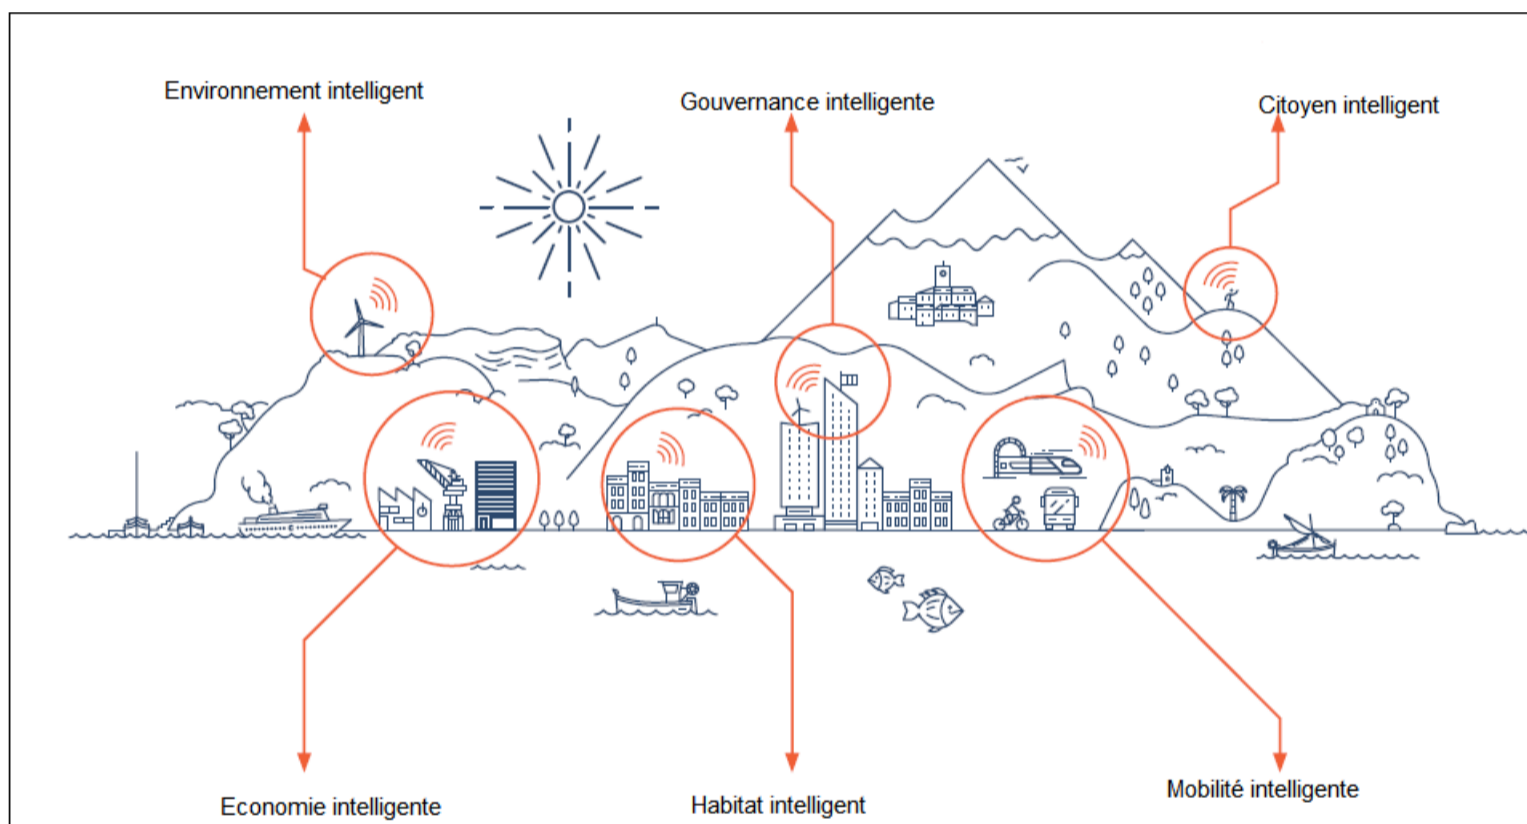 Environnement intelligent
Gouvernance intelligente
Citoyen intelligent
Economie intelligente
Habitat intelligent
Mobilité intelligente